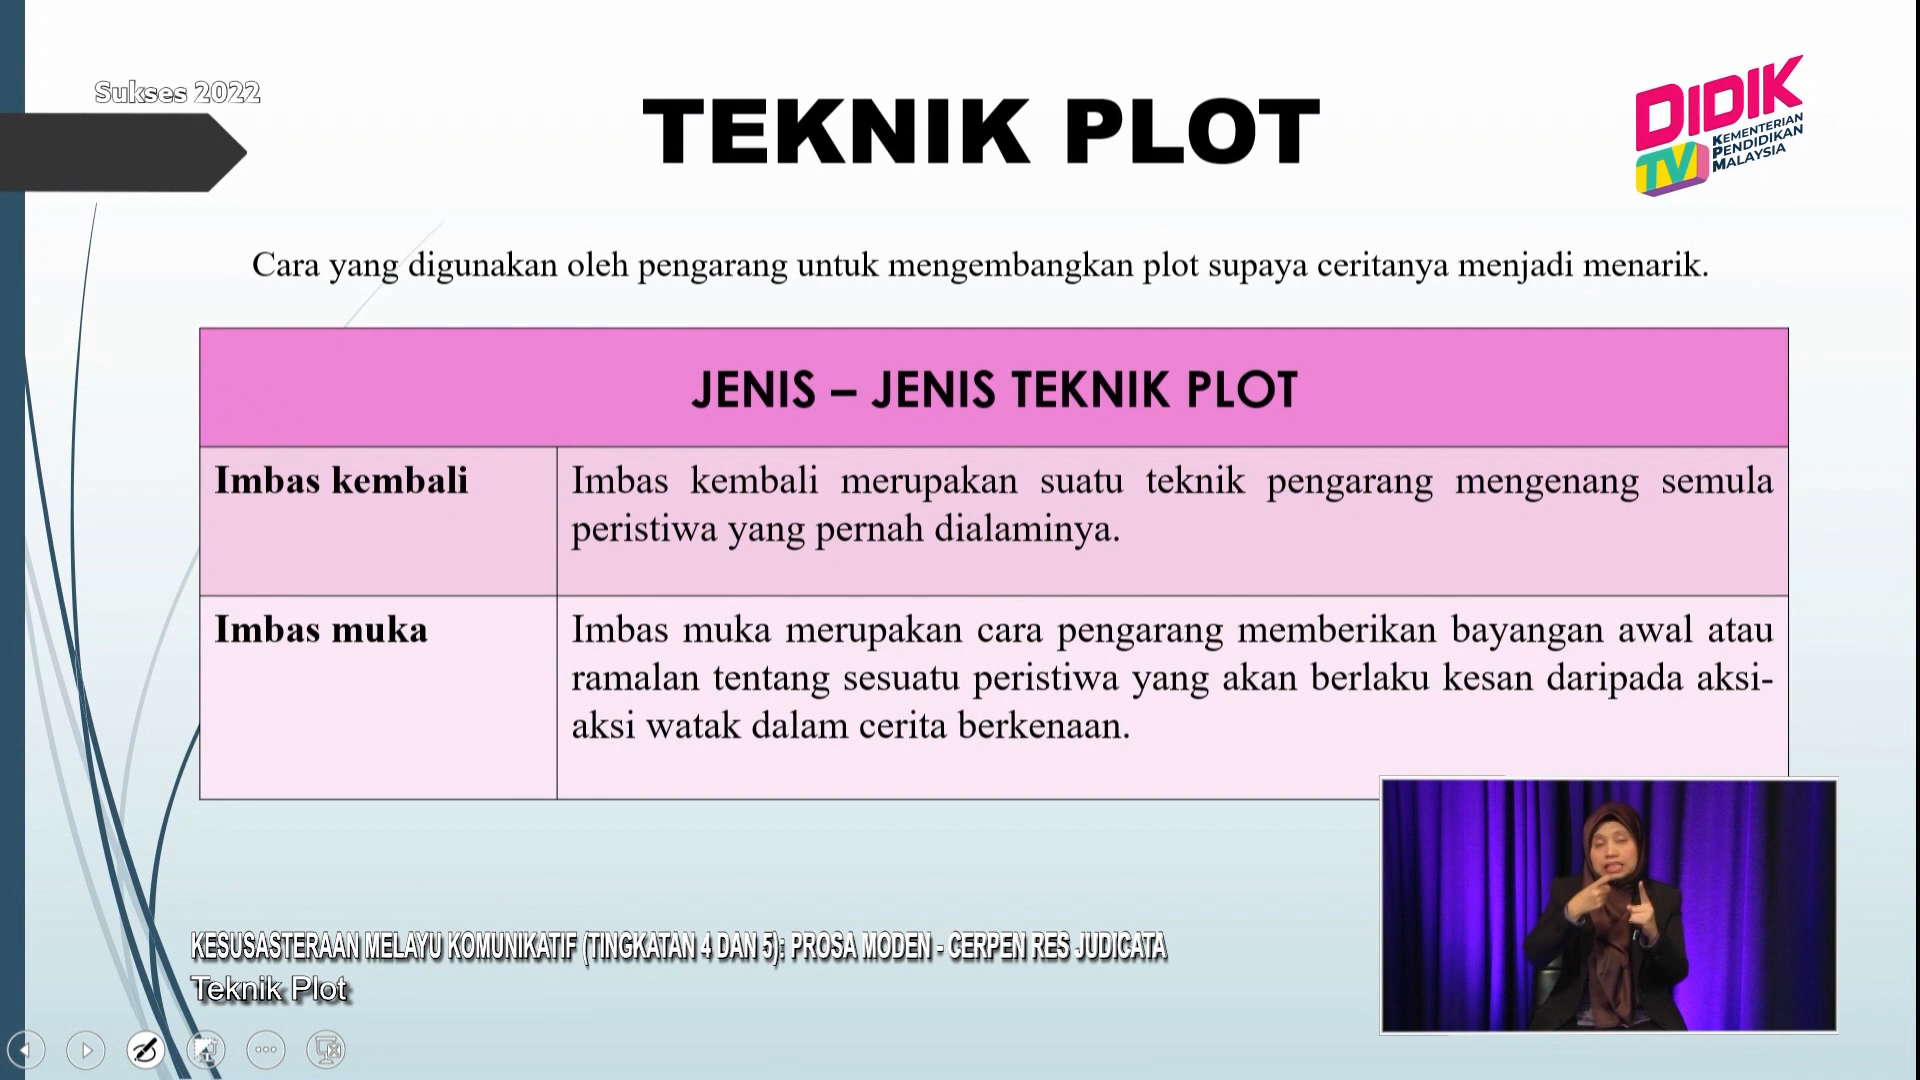 Sukses 2022
TEKNIK PLOT
DIDIK
TV
KEMENTERIAN
PENDIDIKAN
MALAYSIA
Cara yang digunakan oleh pengarang untuk mengembangkan plot supaya ceritanya menjadi menarik.
JENIS – JENIS TEKNIK PLOT
Imbas kembali
Imbas kembali merupakan suatu teknik pengarang mengenang semula
peristiwa yang pernah dialaminya.
Imbas muka
Imbas muka merupakan cara pengarang memberikan bayangan awal atau
ramalan tentang sesuatu peristiwa yang akan berlaku kesan daripada aksi-
aksi watak dalam cerita berkenaan.
KESUSASTERAAN MELAYU KOMUNIKATIF (TINGKATAN 4 DAN 5): PROSA MODEN - CERPEN RES JUDICATA
Teknik Plot